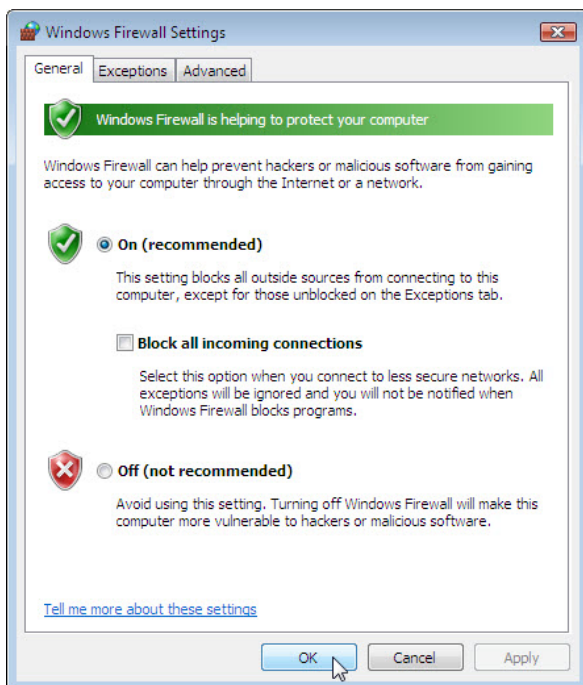 Windows Firewall Settings
General Exceptions Advanced
Windows Firewall is helping to protect your computer
Windows Firewall can help prevent hackers or malicious software from gaining
access to your computer through the Internet or a network.
On (recommended)
This setting blocks all outside sources from connecting to this
computer, except for those unblocked on the Exceptions tab.
Block all incoming connections
Select this option when you connect to less secure networks. All
exceptions will be ignored and you will not be notified when
Windows Firewall blocks programs.
Off (not recommended)
Avoid using this setting. Turning off Windows Firewall will make this
computer more vulnerable to hackers or malicious software.
Tell me more about these settings
OK Cancel Apply